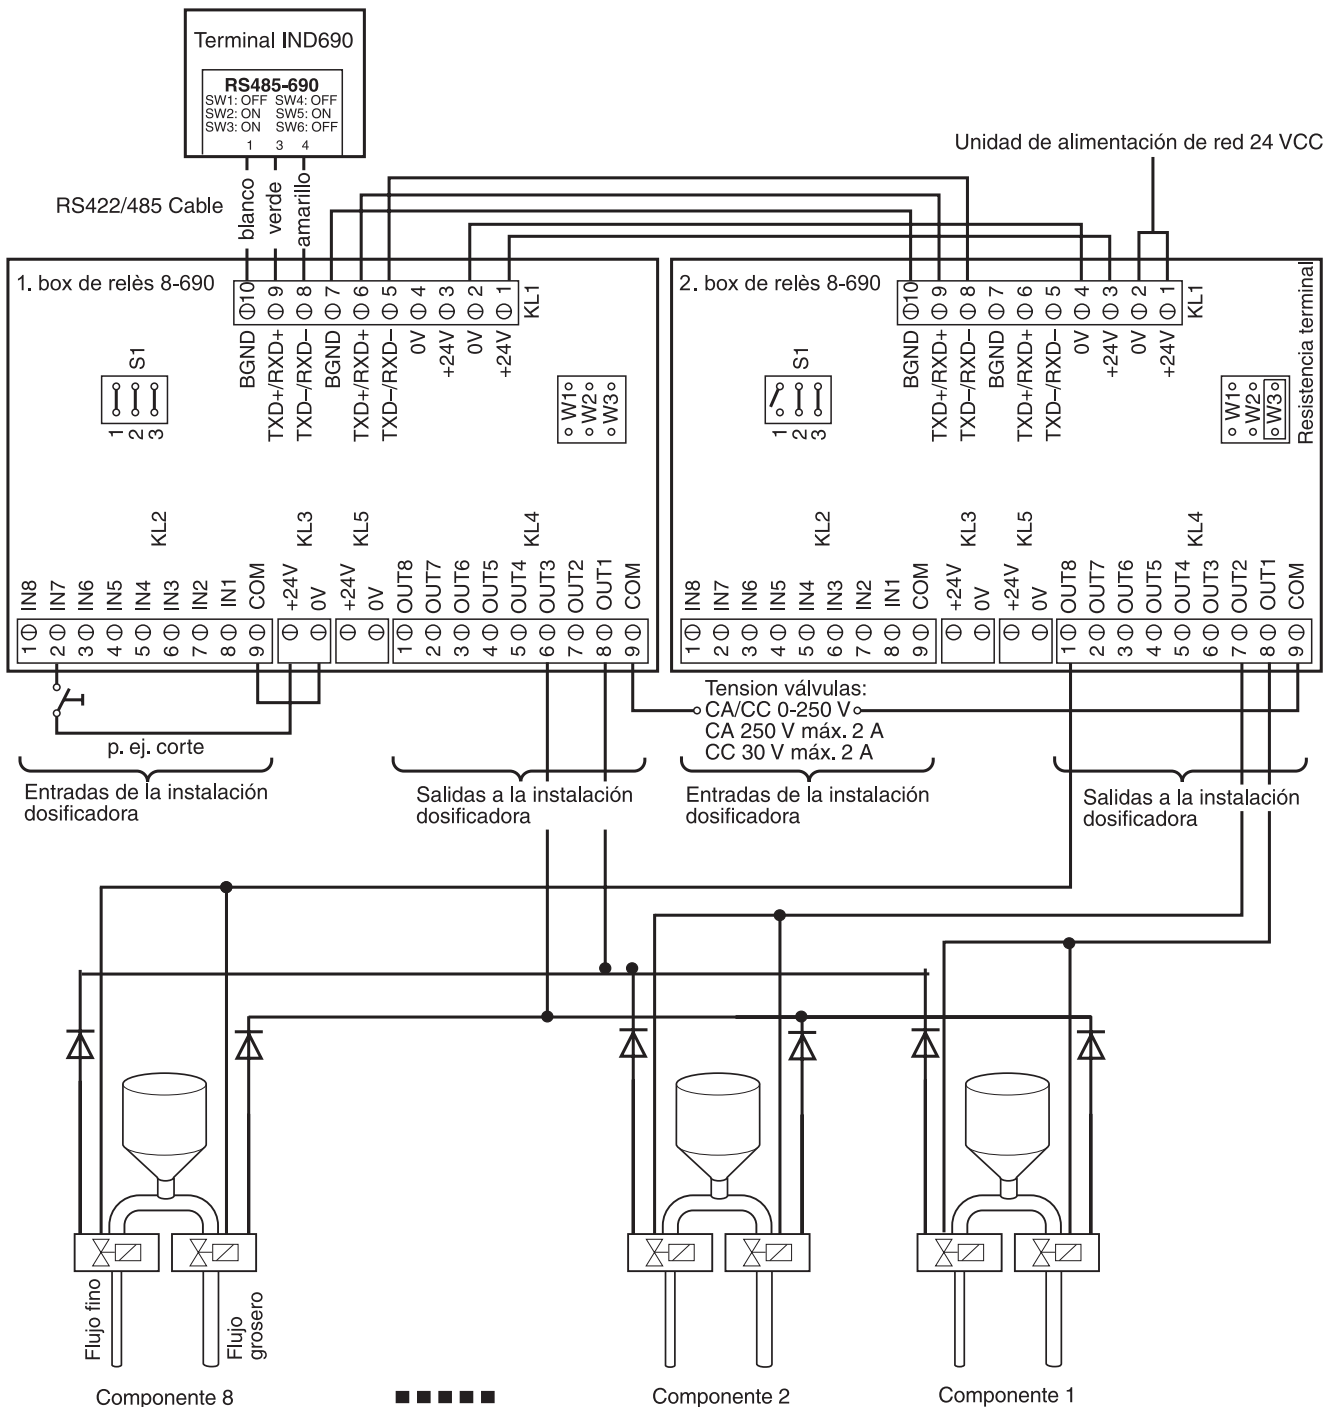 Terminal IND690
RS485-690
SW1: OFF SW4: OFF
SW2: ON SW5: ON
SW3: ON SW6: OFF
1 3 4
Unidad de alimentación de red 24 VCC
RS422/485 Cable
blanco
verde
amarillo
1. box de relès 8-690
10 9 8 7 6 5 4 3 2 1
KL1
BGND
TXD+/RXD+
TXD–/RXD–
BGND
TXD+/RXD+
TXD–/RXD–
0V
+24V
0V
+24V
S1
1 2 3
W1
W2
W3
KL2
KL3
KL5
KL4
IN8
IN7
IN6
IN5
IN4
IN3
IN2
IN1
COM
+24V
0V
+24V
0V
OUT8
OUT7
OUT6
OUT5
OUT4
OUT3
OUT2
OUT1
COM
1 2 3 4 5 6 7 8 9
1 2 3 4 5 6 7 8 9
2. box de relès 8-690
10 9 8 7 6 5 4 3 2 1
KL1
BGND
TXD+/RXD+
TXD–/RXD–
BGND
TXD+/RXD+
TXD–/RXD–
0V
+24V
0V
+24V
Resistencia terminal
S1
1 2 3
W1
W2
W3
KL2
KL3
KL5
KL4
IN8
IN7
IN6
IN5
IN4
IN3
IN2
IN1
COM
+24V
0V
+24V
0V
OUT8
OUT7
OUT6
OUT5
OUT4
OUT3
OUT2
OUT1
COM
1 2 3 4 5 6 7 8 9
1 2 3 4 5 6 7 8 9
p. ej. corte
Tension válvulas:
CA/CC 0-250 V
CA 250 V máx. 2 A
CC 30 V máx. 2 A
Entradas de la instalación
dosificadora
Salidas a la instalación
dosificadora
Entradas de la instalación
dosificadora
Salidas a la instalación
dosificadora
Flujo fino
Flujo
grosero
Componente 8
Componente 2
Componente 1